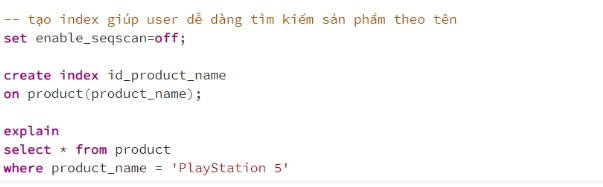 -- tạo index giúp user dễ dàng tìm kiếm sản phẩm theo tên
set enable_seqscan=off;
create index id_product_name
on product(product_name);
explain
select * from product
where product_name = 'PlayStation 5'